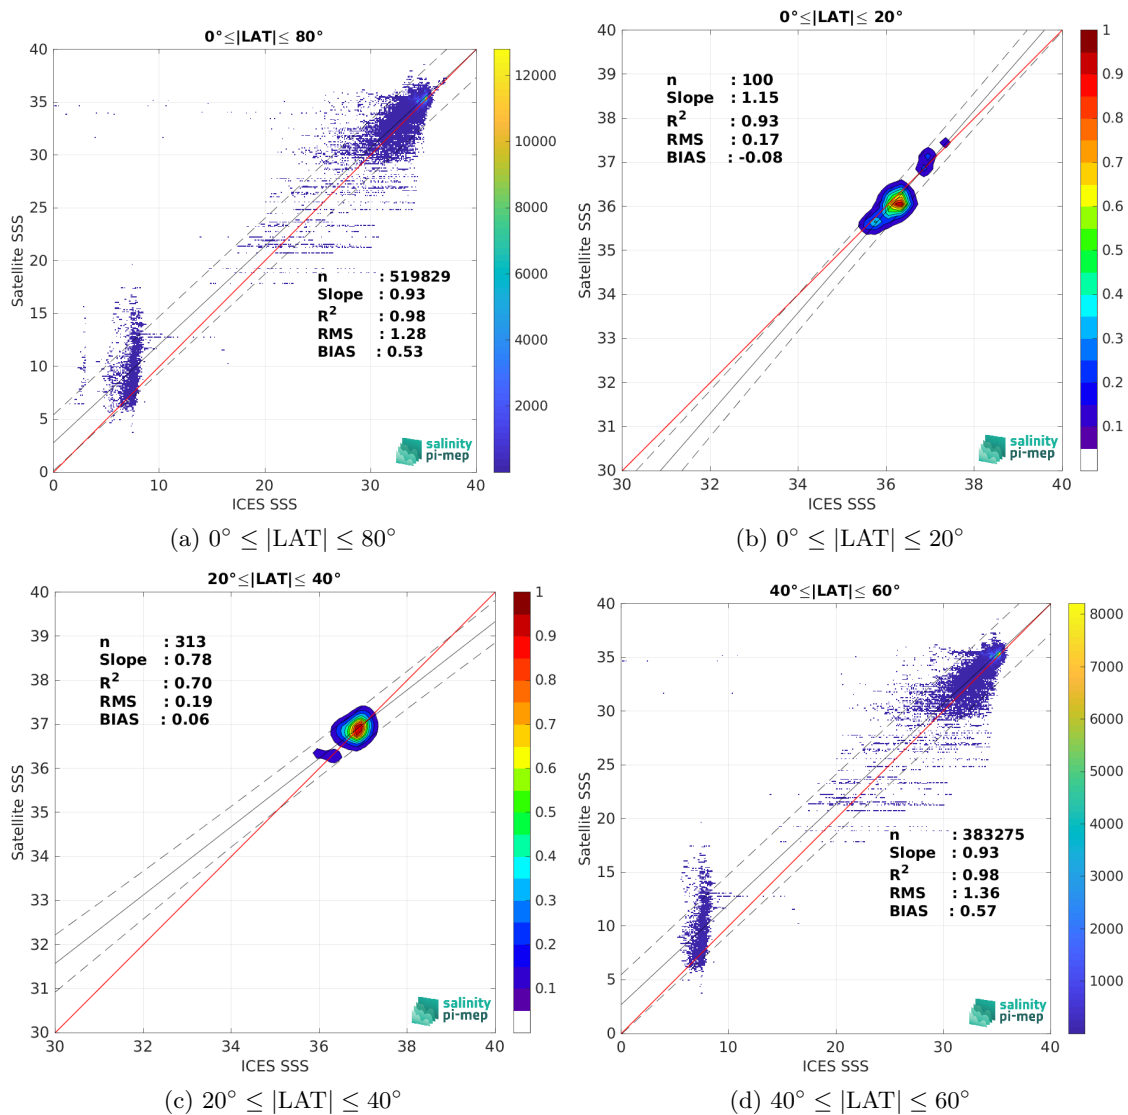 0°≤|LAT|≤ 80°
40
35
30
25
20
15
10
5
0
0
10
20
30
40
Satellite SSS
ICES SSS
n : 519829
Slope : 0.93
R² : 0.98
RMS : 1.28
BIAS : 0.53
12000
10000
8000
6000
4000
2000
salinity
pi-mep
(a) 0° ≤ |LAT| ≤ 80°
0°≤|LAT|≤ 20°
40
39
38
37
36
35
34
33
32
31
30
30
32
34
36
38
40
Satellite SSS
ICES SSS
n : 100
Slope : 1.15
R² : 0.93
RMS : 0.17
BIAS : -0.08
1
0.9
0.8
0.7
0.6
0.5
0.4
0.3
0.2
0.1
salinity
pi-mep
(b) 0° ≤ |LAT| ≤ 20°
20°≤|LAT|≤ 40°
40
39
38
37
36
35
34
33
32
31
30
30
32
34
36
38
40
Satellite SSS
ICES SSS
n : 313
Slope : 0.78
R² : 0.70
RMS : 0.19
BIAS : 0.06
1
0.9
0.8
0.7
0.6
0.5
0.4
0.3
0.2
0.1
salinity
pi-mep
(c) 20° ≤ |LAT| ≤ 40°
40°≤|LAT|≤ 60°
40
35
30
25
20
15
10
5
0
0
10
20
30
40
Satellite SSS
ICES SSS
n : 383275
Slope : 0.93
R² : 0.98
RMS : 1.36
BIAS : 0.57
8000
7000
6000
5000
4000
3000
2000
1000
salinity
pi-mep
(d) 40° ≤ |LAT| ≤ 60°